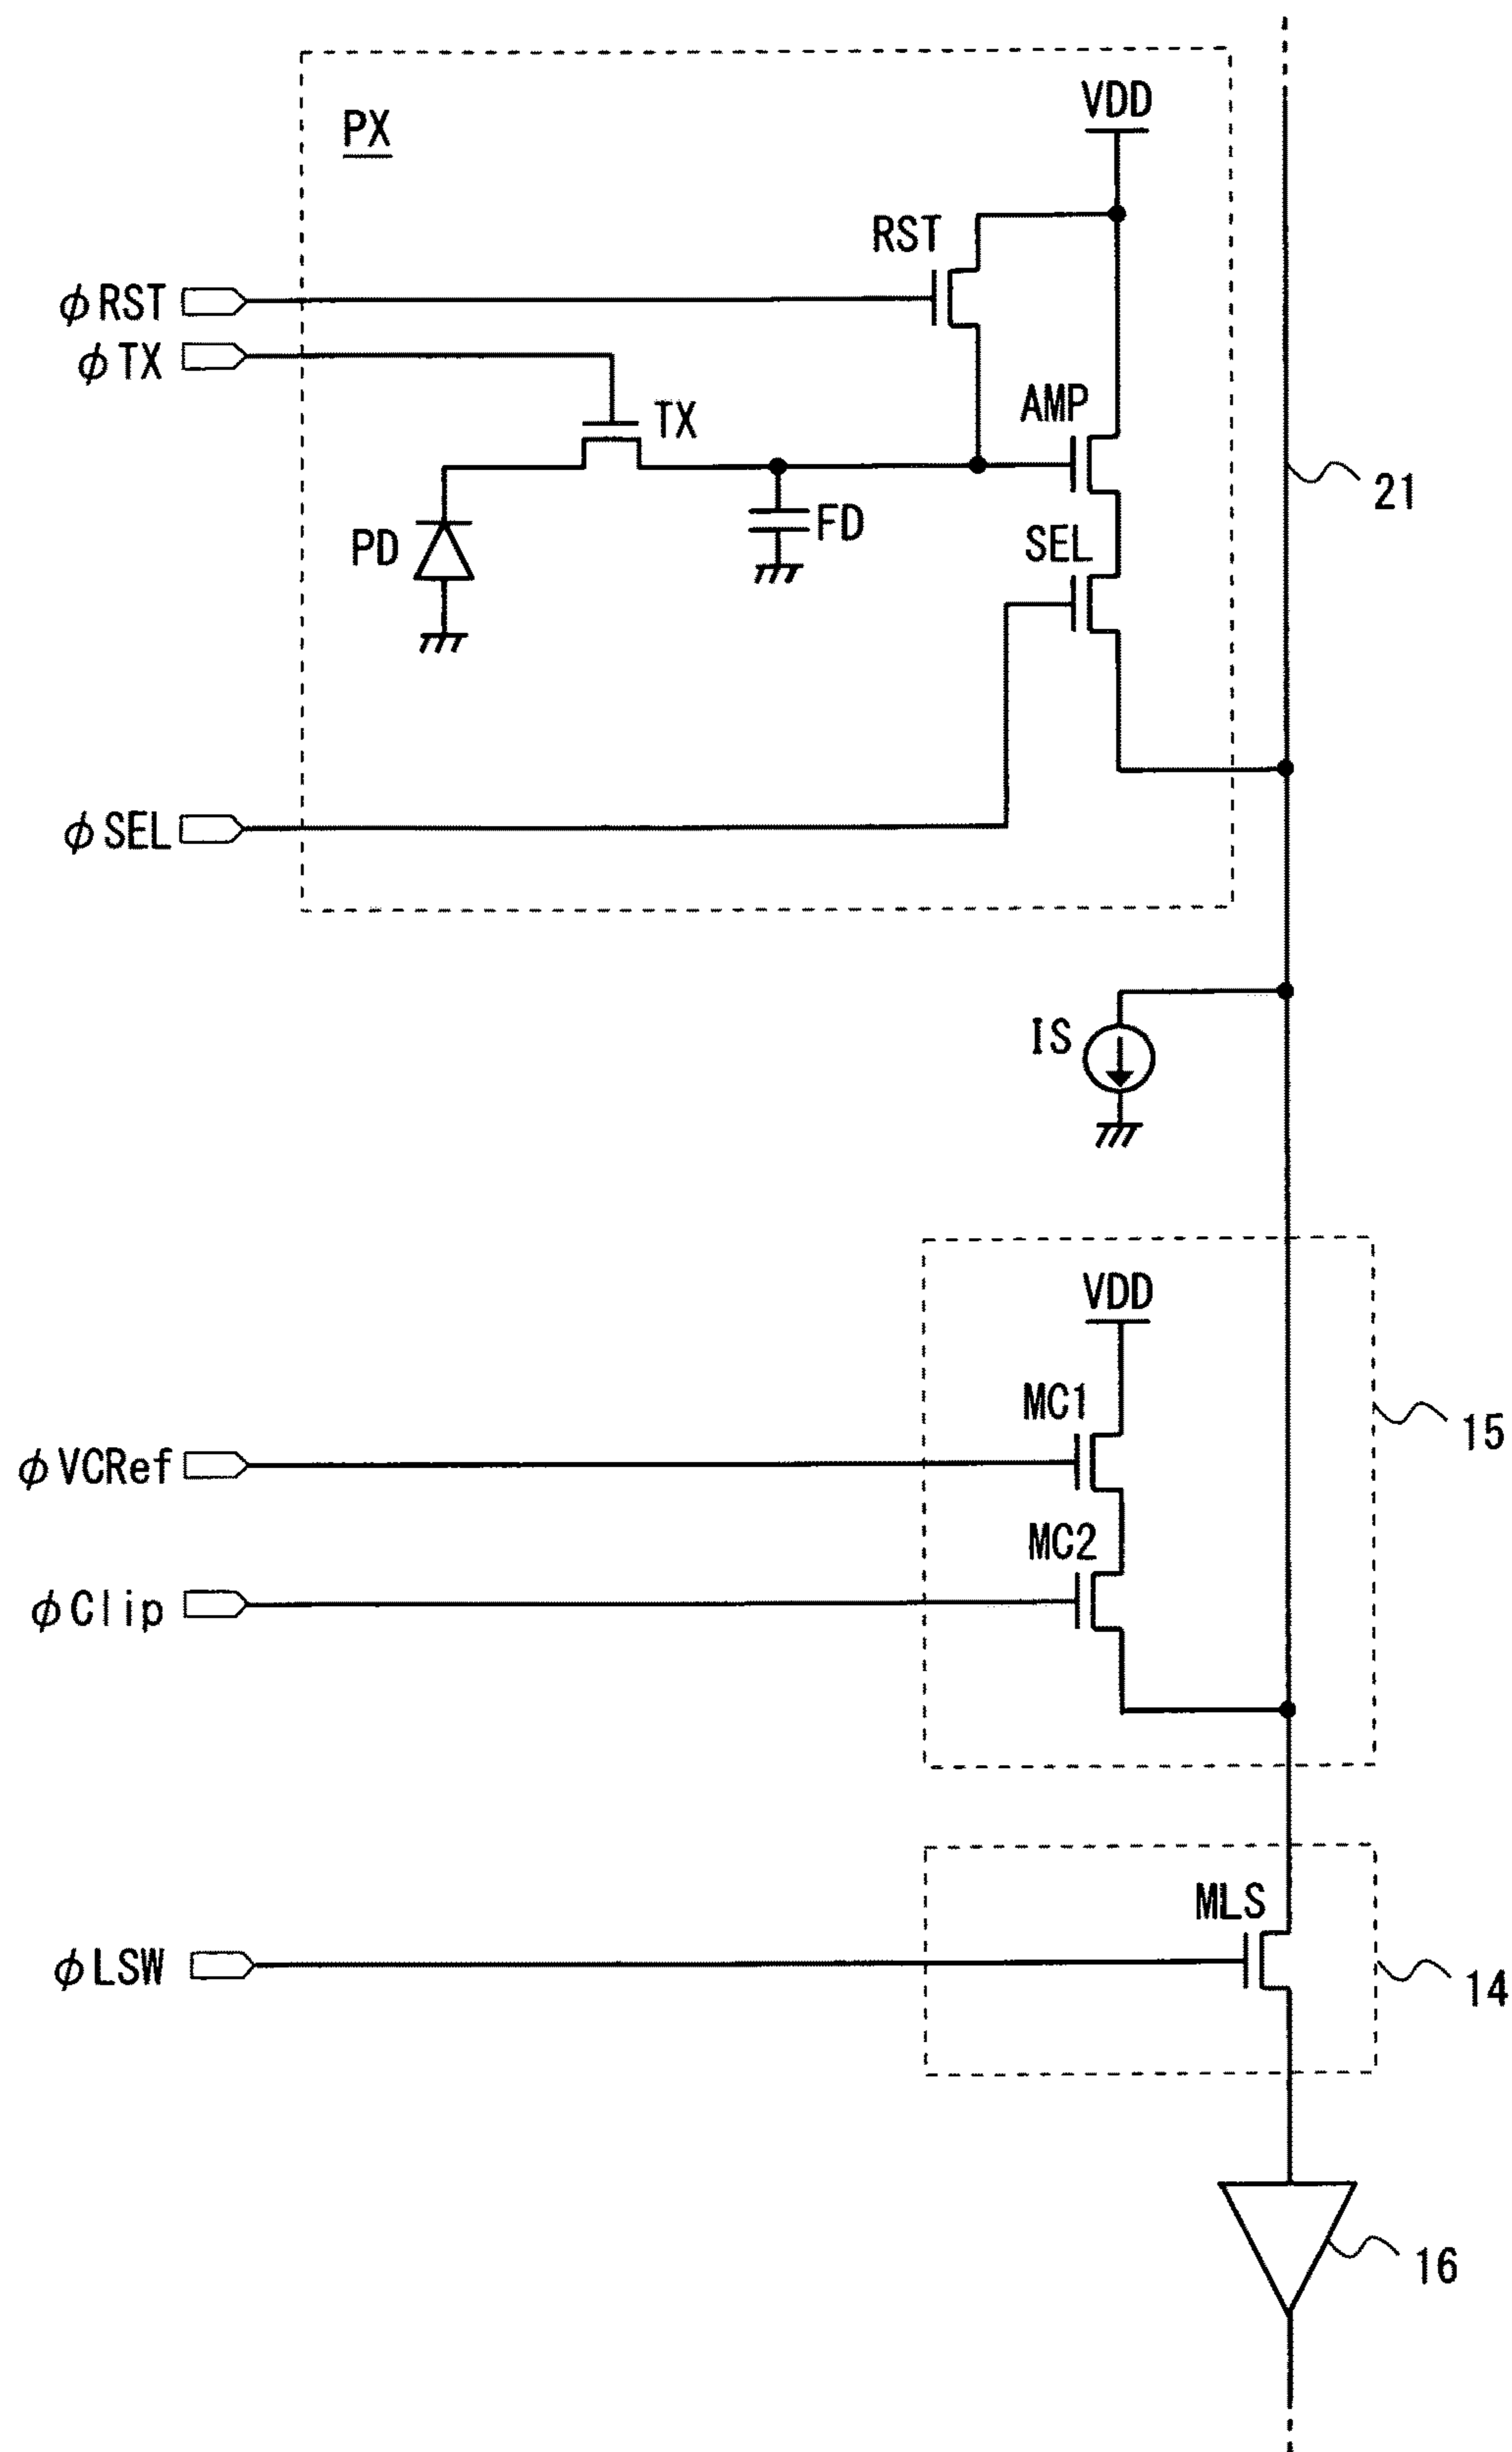 PX
VDD
RST
φRST
φTX
TX
AMP
21
PD
FD
SEL
φSEL
IS
VDD
MC1
15
φVCRef
MC2
φClip
MLS
φLSW
14
16